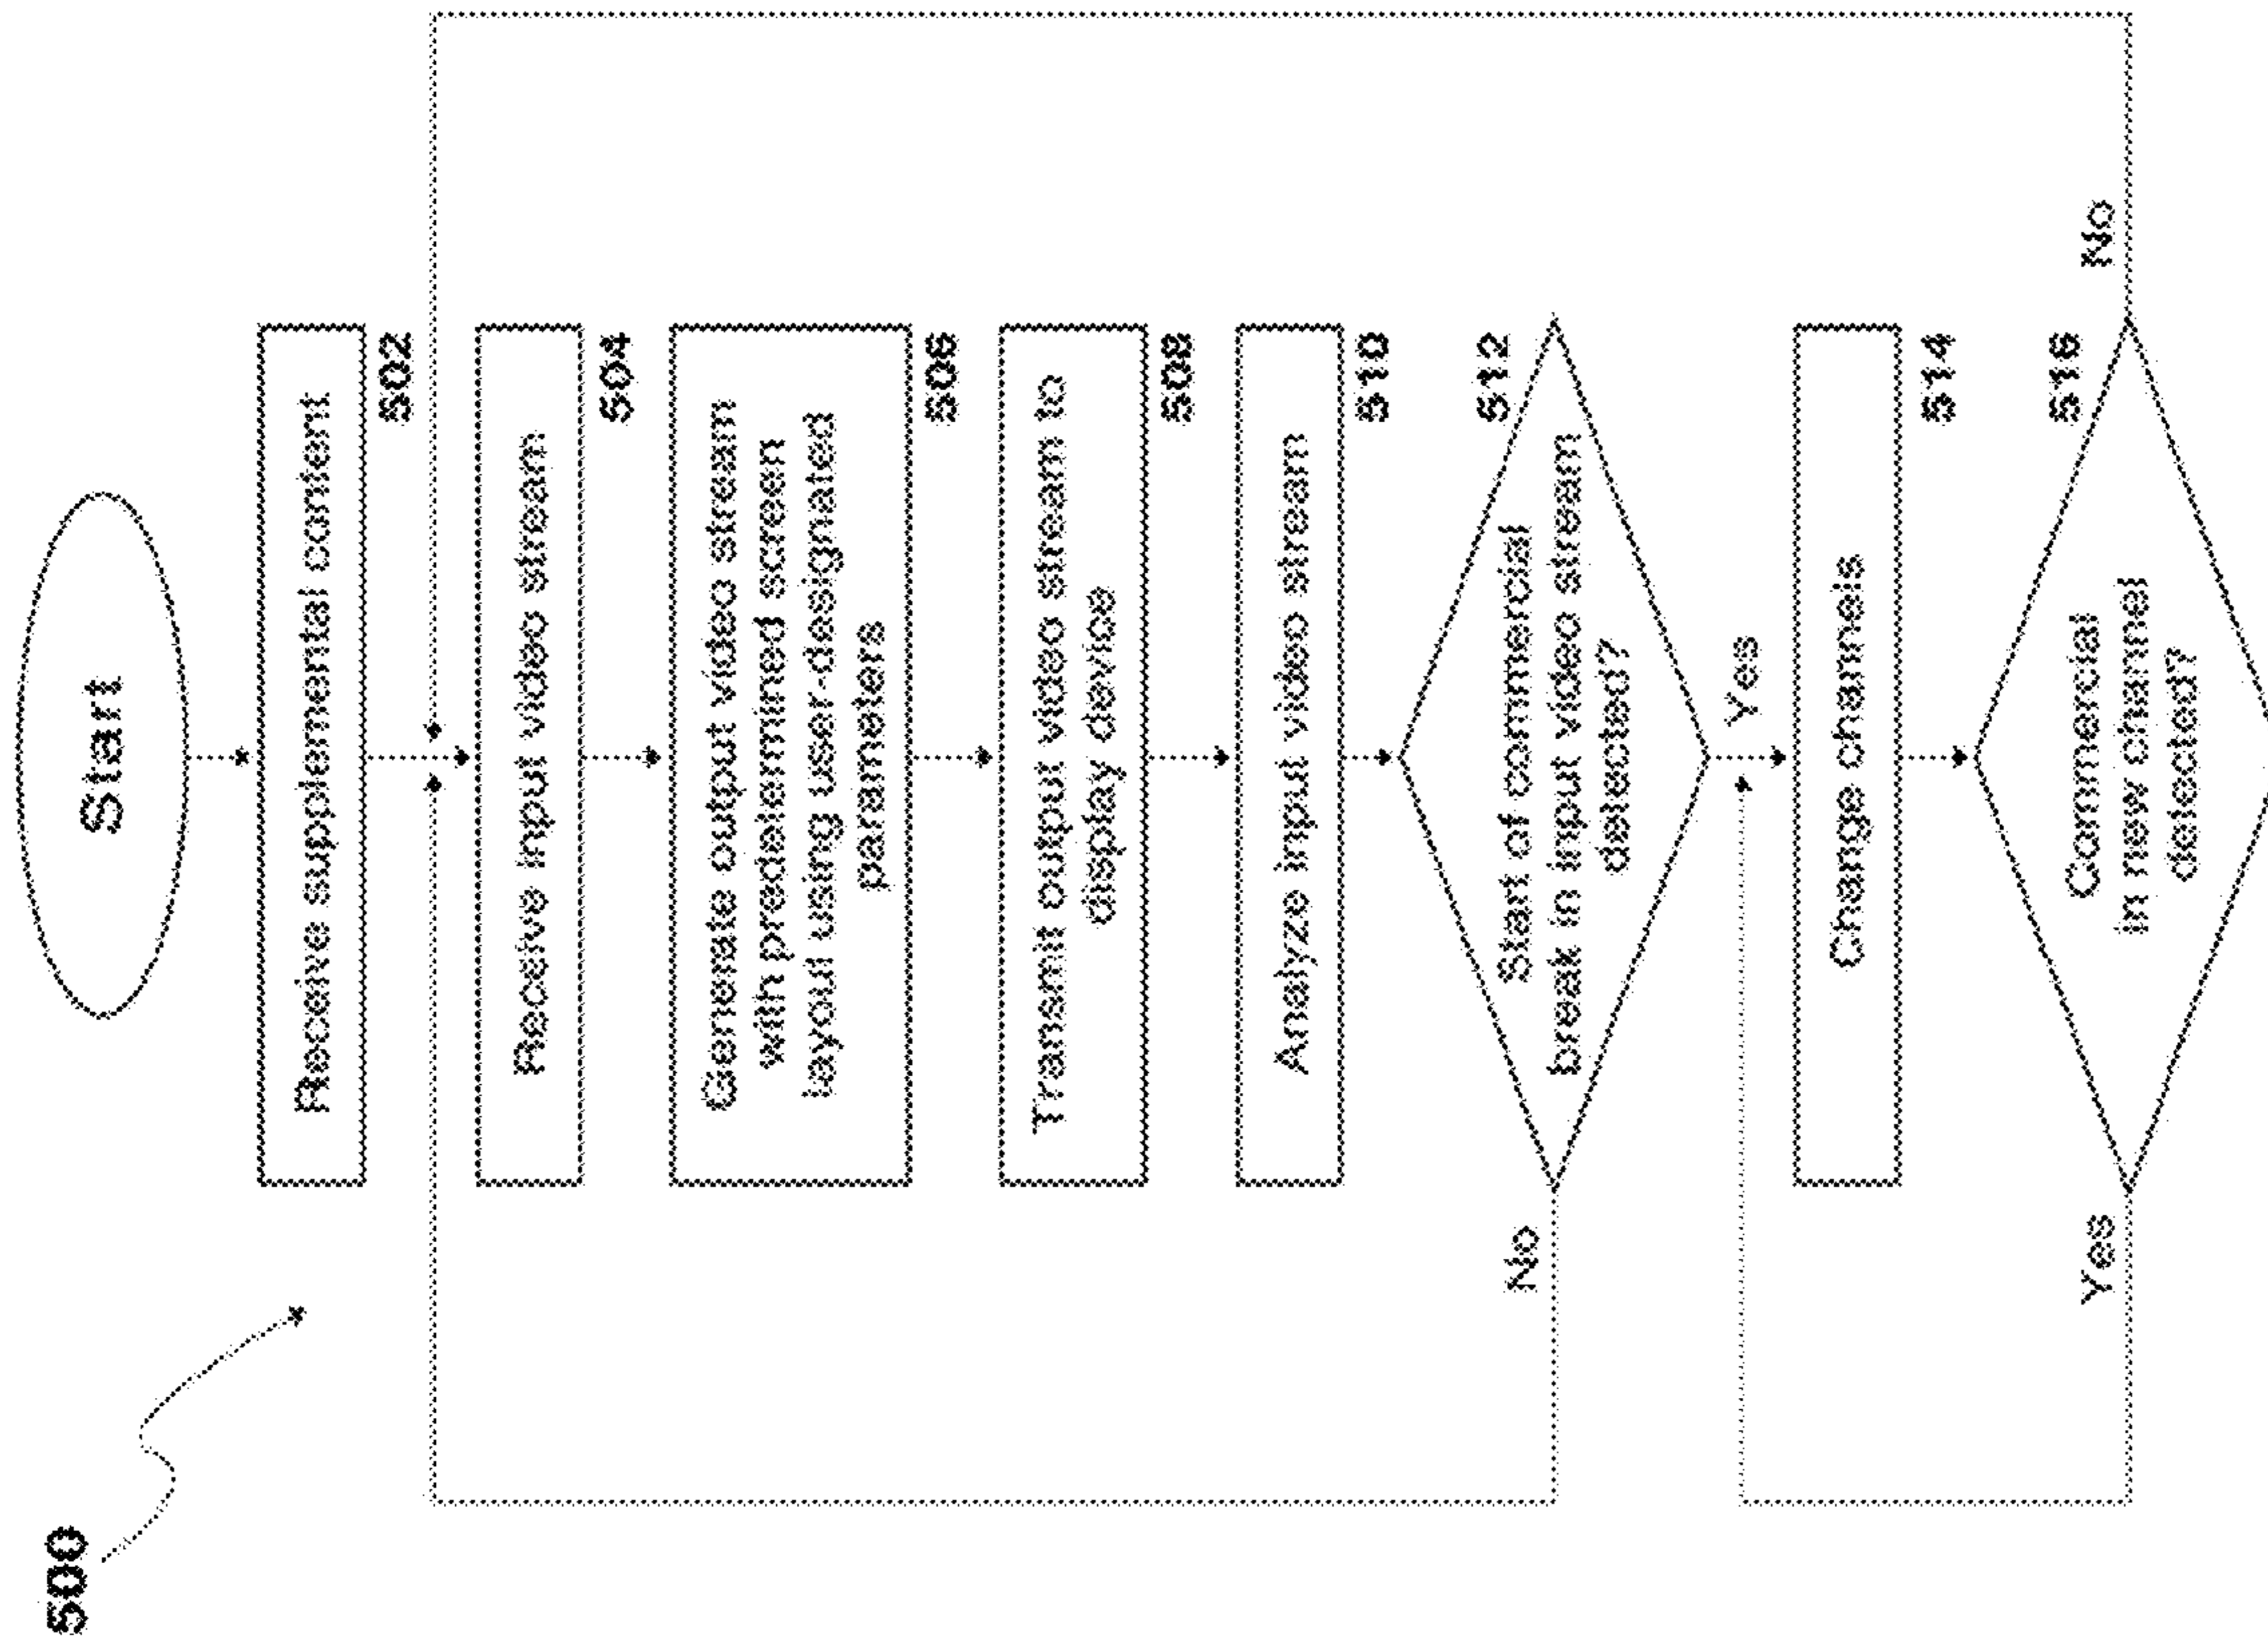 500
Start
Receive supplemental content
502
Receive input video stream
504
Generate output video stream
with predetermined screen
layout using user-designated
parameters
506
Transmit output video stream to
display device
508
Analyze input video stream
510
Start of commercial
break in input video stream
detected?
512
No
Yes
Change channels
514
Commercial
in new channel
detected?
516
Yes
No